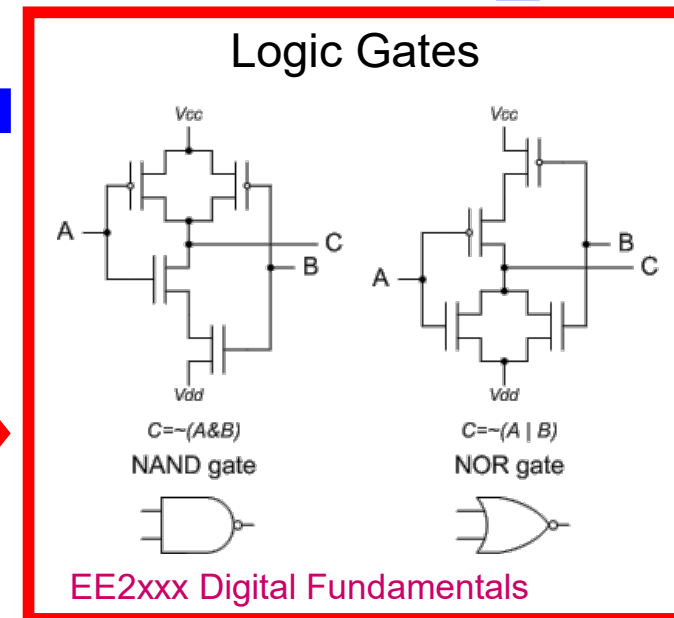 Logic Gates
Vcc
Vcc
A
C
B
A
B
C
Vdd
Vdd
C=~(A&B)
C=~(A | B)
NAND gate
NOR gate
EE2xxx Digital Fundamentals